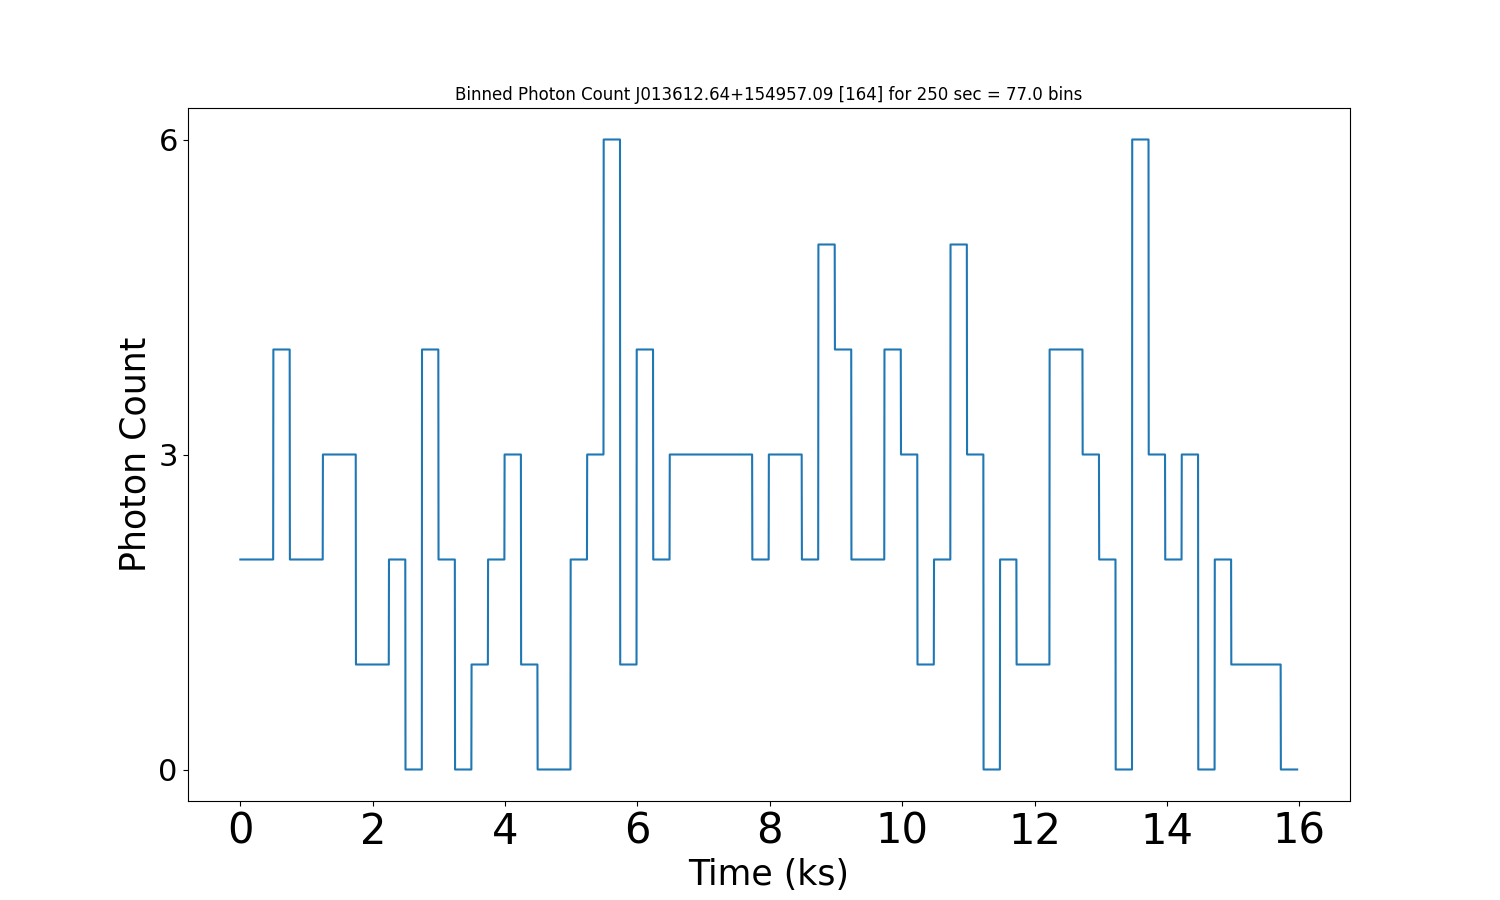 Binned Photon Count J013612.64+154957.09 [164] for 250 sec = 77.0 bins
6
3
0
Photon Count
0 2 4 6 8 10 12 14 16
Time (ks)